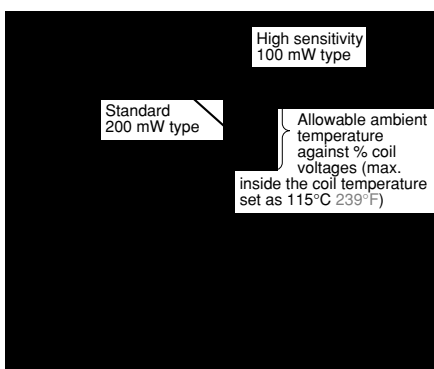 High sensitivity
100 mW type
Standard
200 mW type
Allowable ambient
temperature
against % coil
voltages (max.
inside the coil temperature
set as 115°C 239°F)